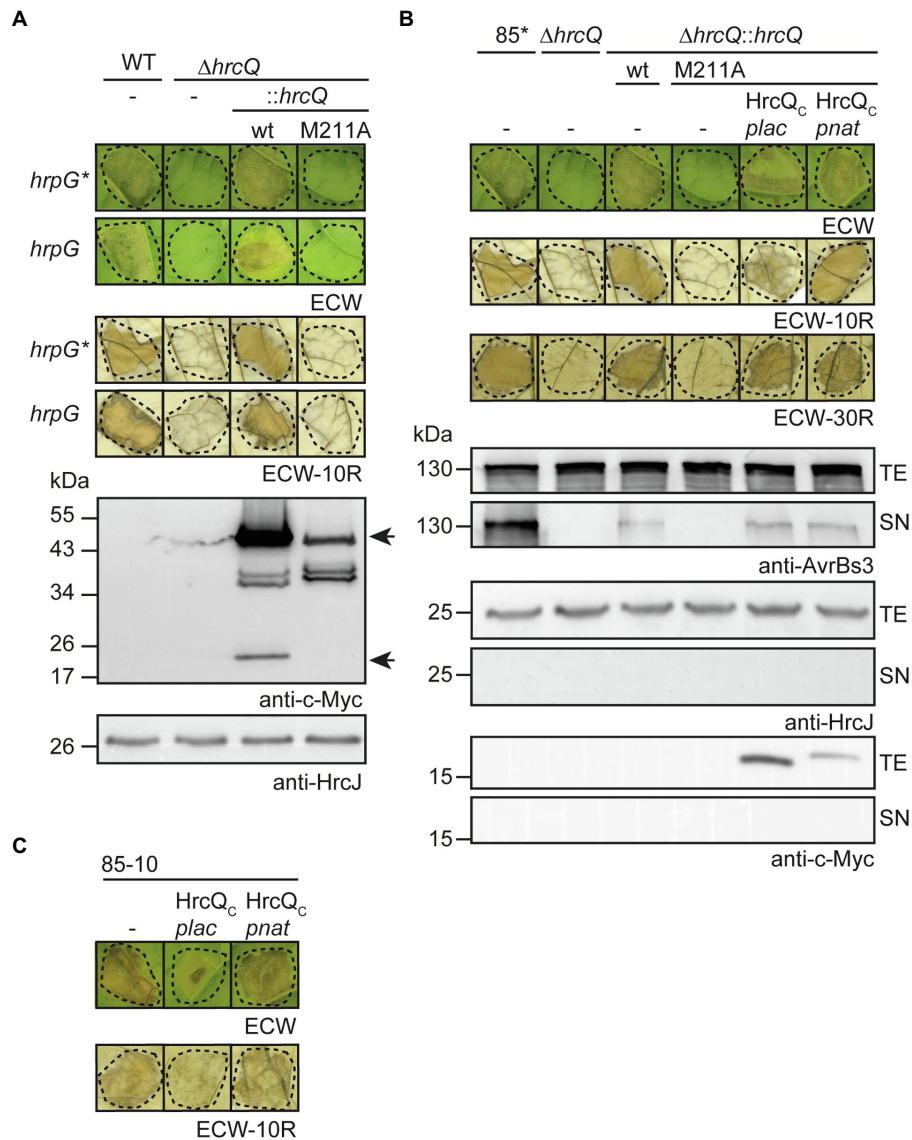 A
WT ΔhrcQ
- - ::hrcQ
wt M211A
hrpG*
hrpG
ECW
hrpG*
hrpG
ECW-10R
kDa
55
43
34
26
17
anti-c-Myc
26
anti-HrcJ
B
85* ΔhrcQ ΔhrcQ::hrcQ
wt M211A
HrcQC HrcQC
- - - - plac pnat
ECW
ECW-10R
ECW-30R
kDa
130 TE
130 SN
anti-AvrBs3
25 TE
25 SN
anti-HrcJ
15 TE
15 SN
anti-c-Myc
C
85-10
HrcQC HrcQC
- plac pnat
ECW
ECW-10R